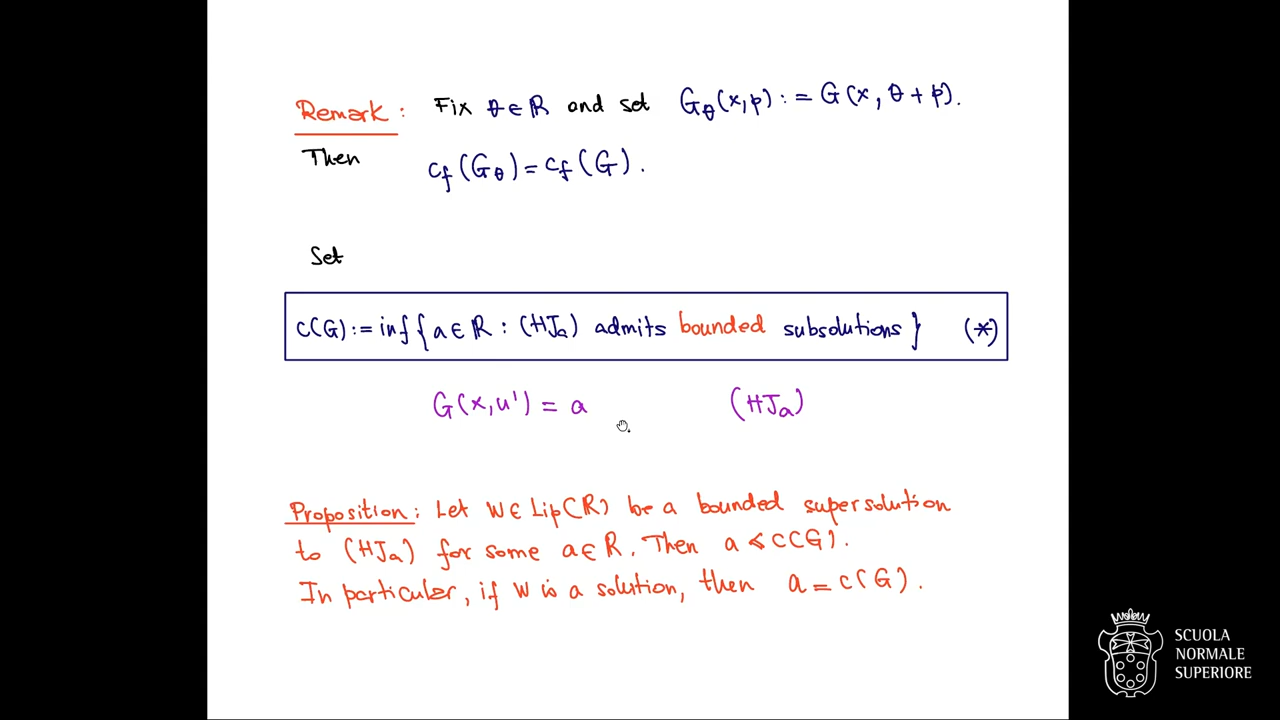 Remark: Fix θ∈ℝ and set G_θ(x,p) := G(x, θ+p).
Then c_f(G_θ) = c_f(G).
Set
c(G) := inf { a∈ℝ : (HJ_a) admits bounded subsolutions } (*)
G(x,u') = a (HJ_a)
Proposition: Let w∈Lip(ℝ) be a bounded supersolution
to (HJ_a) for some a∈ℝ. Then a ≤ c(G).
In particular, if w is a solution, then a = c(G).
SCUOLA
NORMALE
SUPERIORE